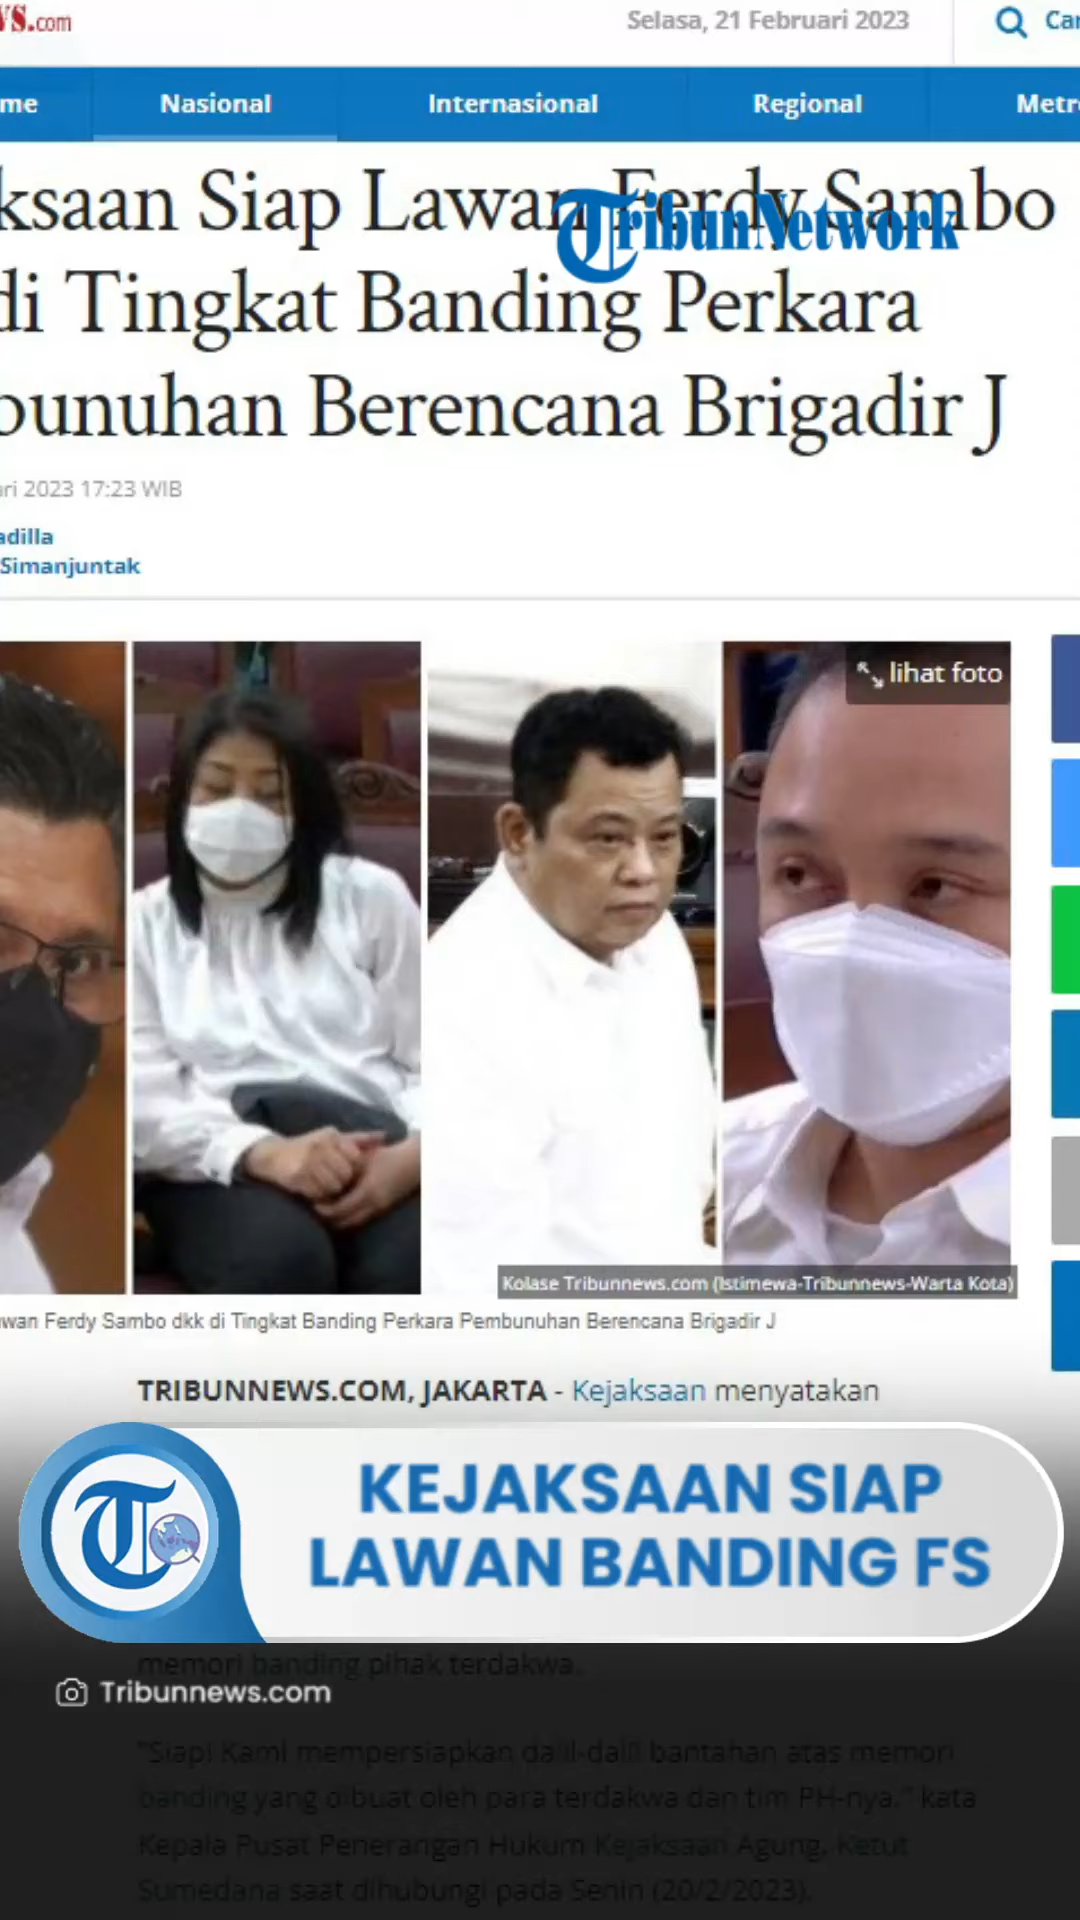 VS.com
Selasa, 21 Februari 2023
Car
me
Nasional
Internasional
Regional
Metro
ksaan Siap Lawan Ferdy Sambo
TribunNetwork
di Tingkat Banding Perkara
bunuhan Berencana Brigadir J
ri 2023 17:23 WIB
adilla
Simanjuntak
lihat foto
Kolase Tribunnews.com (Istimewa-Tribunnews-Warta Kota)
wan Ferdy Sambo dkk di Tingkat Banding Perkara Pembunuhan Berencana Brigadir J
TRIBUNNEWS.COM, JAKARTA - Kejaksaan menyatakan
KEJAKSAAN SIAP
LAWAN BANDING FS
memori banding pihak terdakwa.
Tribunnews.com
"Siap! Kami mempersiapkan dalil-dalil bantahan atas memori
banding yang dibuat oleh para terdakwa dan tim PH-nya." kata
Kepala Pusat Penerangan Hukum Kejaksaan Agung, Ketut
Sumedana saat dihubungi pada Senin (20/2/2023).